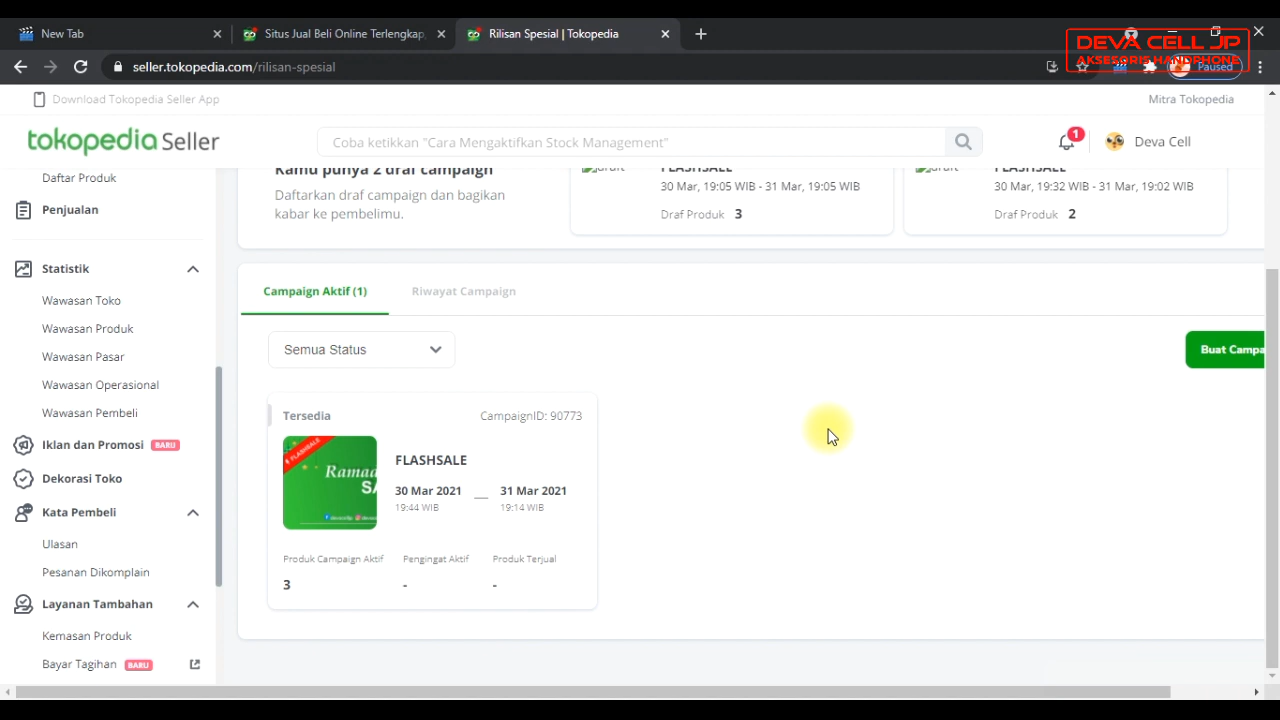 New Tab
Situs Jual Beli Online Terlengkap,
Rilisan Spesial | Tokopedia
DEVA CELL JP
AKSESORIS HANDPHONE
seller.tokopedia.com/rilisan-spesial
Paused
Download Tokopedia Seller App
Mitra Tokopedia
tokopedia Seller
Coba ketikkan "Cara Mengaktifkan Stock Management"
1
Deva Cell
Daftar Produk
Penjualan
Statistik
Wawasan Toko
Wawasan Produk
Wawasan Pasar
Wawasan Operasional
Wawasan Pembeli
Iklan dan Promosi BARU
Dekorasi Toko
Kata Pembeli
Ulasan
Pesanan Dikomplain
Layanan Tambahan
Kemasan Produk
Bayar Tagihan BARU
Kamu punya 2 draf campaign
Daftarkan draf campaign dan bagikan
kabar ke pembelimu.
draft
FLASHSALE
30 Mar, 19:05 WIB - 31 Mar, 19:05 WIB
Draf Produk 3
draft
FLASHSALE
30 Mar, 19:32 WIB - 31 Mar, 19:02 WIB
Draf Produk 2
Campaign Aktif (1)
Riwayat Campaign
Semua Status
Buat Campa
Tersedia
CampaignID: 90773
FLASHSALE
Ramad
SA
FLASHSALE
30 Mar 2021 — 31 Mar 2021
19:44 WIB 19:14 WIB
Produk Campaign Aktif Pengingat Aktif Produk Terjual
3 - -